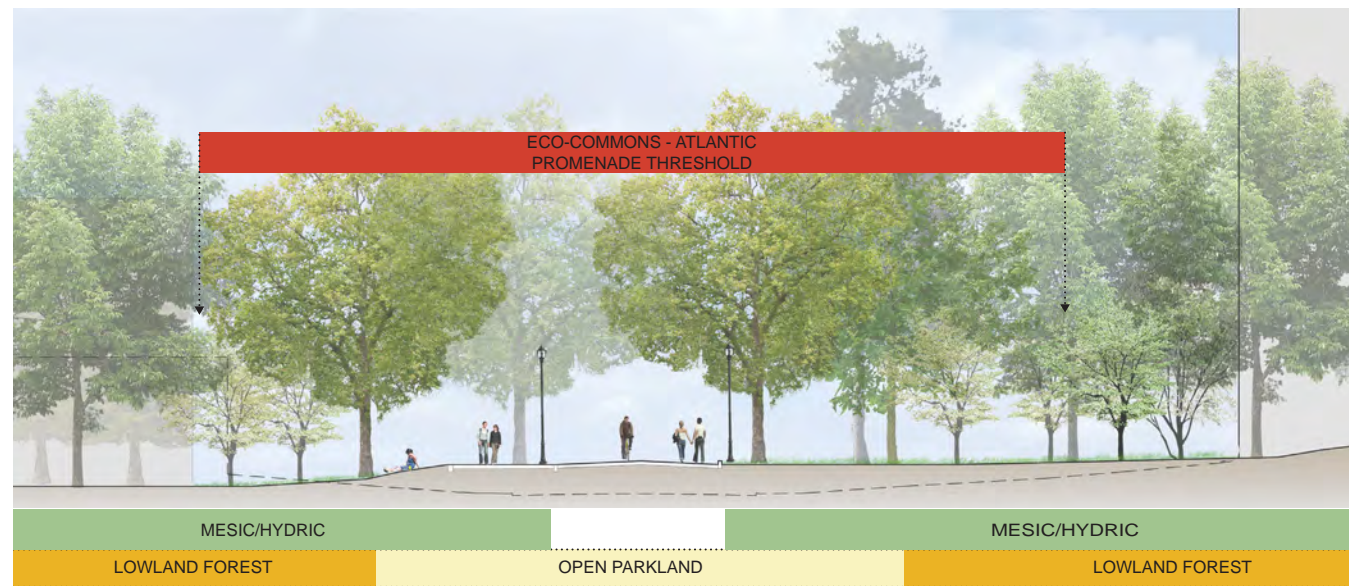 ECO-COMMONS - ATLANTIC
PROMENADE THRESHOLD
MESIC/HYDRIC
MESIC/HYDRIC
LOWLAND FOREST
OPEN PARKLAND
LOWLAND FOREST